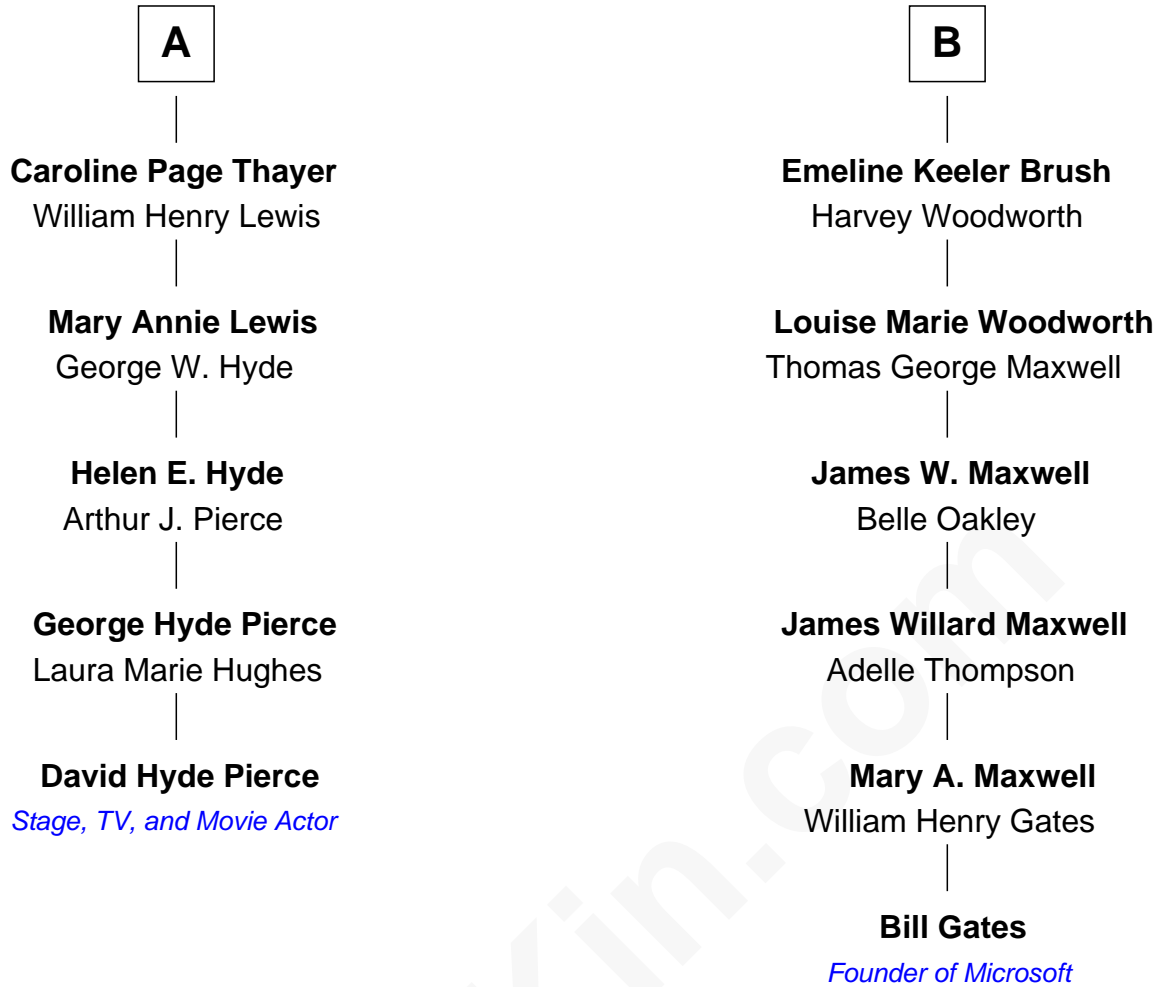 A
Caroline Page Thayer
William Henry Lewis
Mary Annie Lewis
George W. Hyde
Helen E. Hyde
Arthur J. Pierce
George Hyde Pierce
Laura Marie Hughes
David Hyde Pierce
Stage, TV, and Movie Actor
B
Emeline Keeler Brush
Harvey Woodworth
Louise Marie Woodworth
Thomas George Maxwell
James W. Maxwell
Belle Oakley
James Willard Maxwell
Adelle Thompson
Mary A. Maxwell
William Henry Gates
Bill Gates
Founder of Microsoft